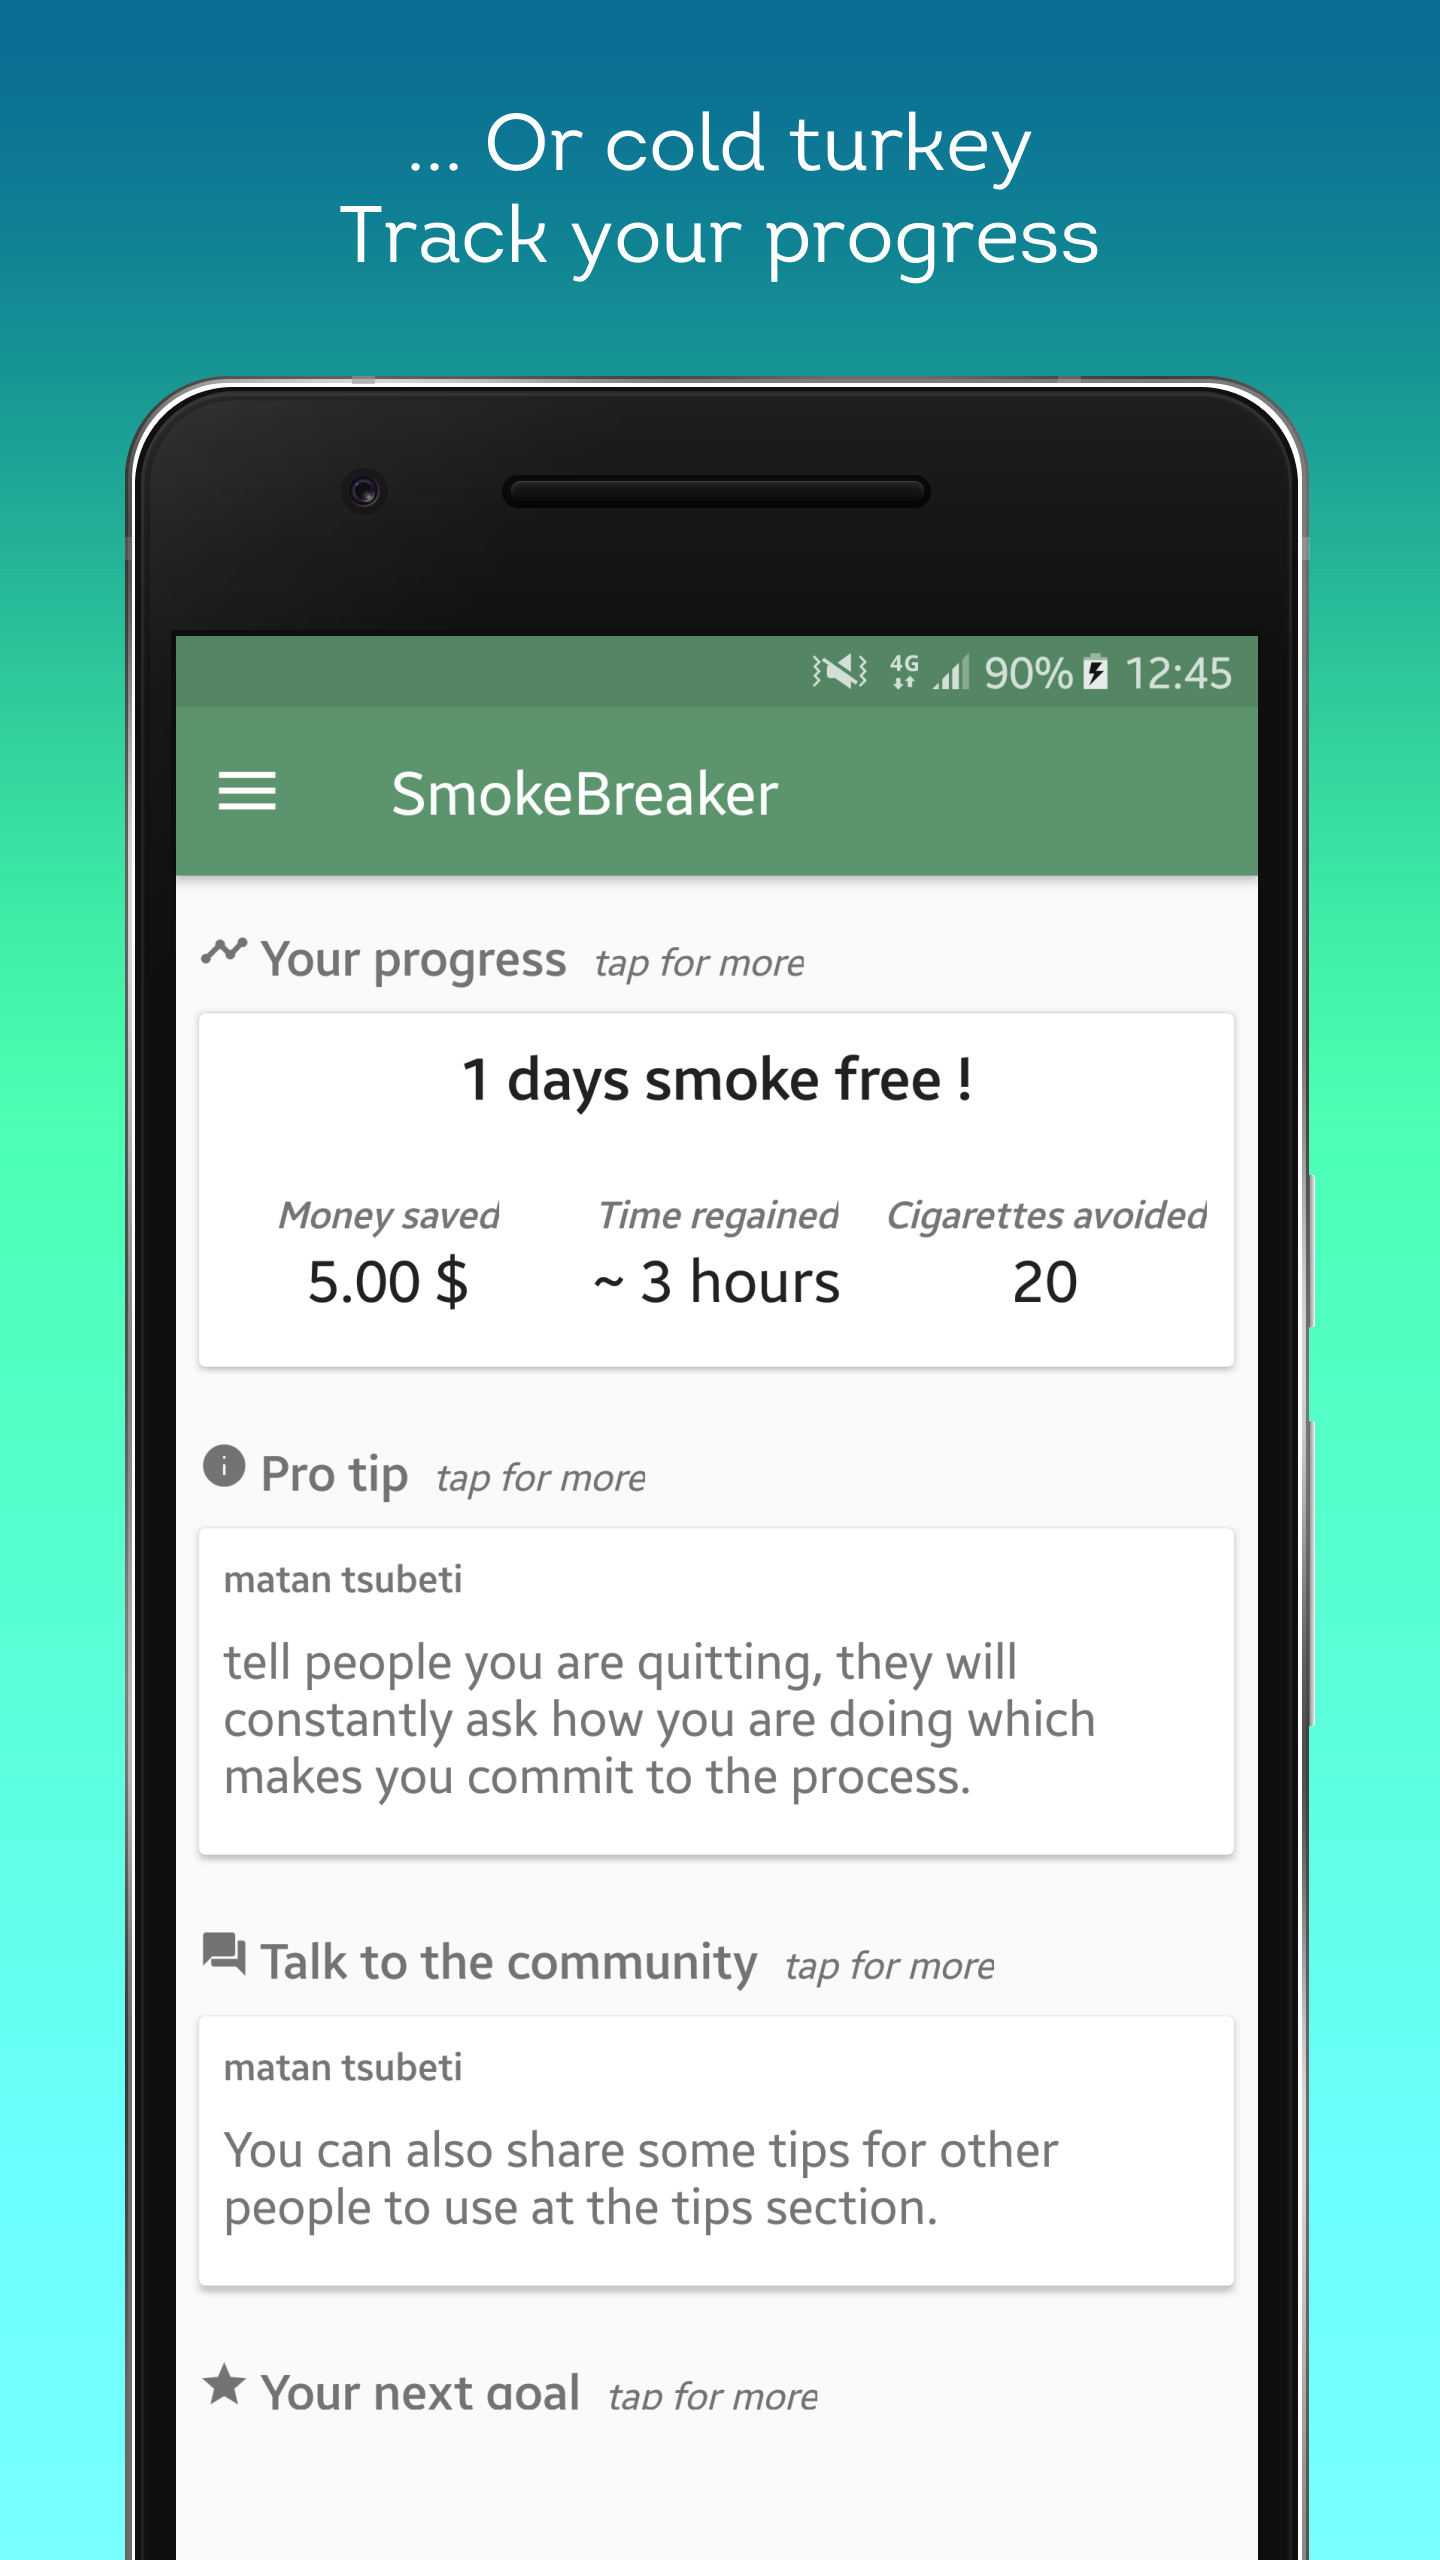 ... Or cold turkey
Track your progress
4G 90% 12:45
SmokeBreaker
Your progress tap for more
1 days smoke free !
Money saved Time regained Cigarettes avoided
5.00 $ ~ 3 hours 20
Pro tip tap for more
matan tsubeti
tell people you are quitting, they will
constantly ask how you are doing which
makes you commit to the process.
Talk to the community tap for more
matan tsubeti
You can also share some tips for other
people to use at the tips section.
Your next goal tap for more